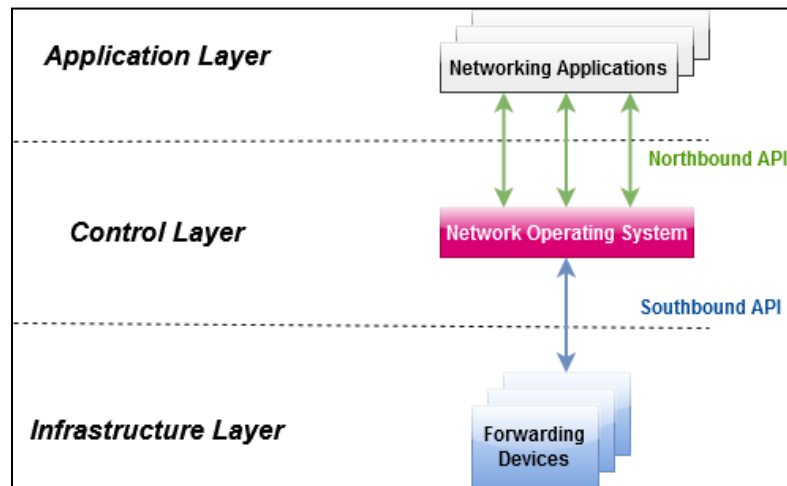 Application Layer
Networking Applications
Northbound API
Control Layer
Network Operating System
Southbound API
Infrastructure Layer
Forwarding
Devices